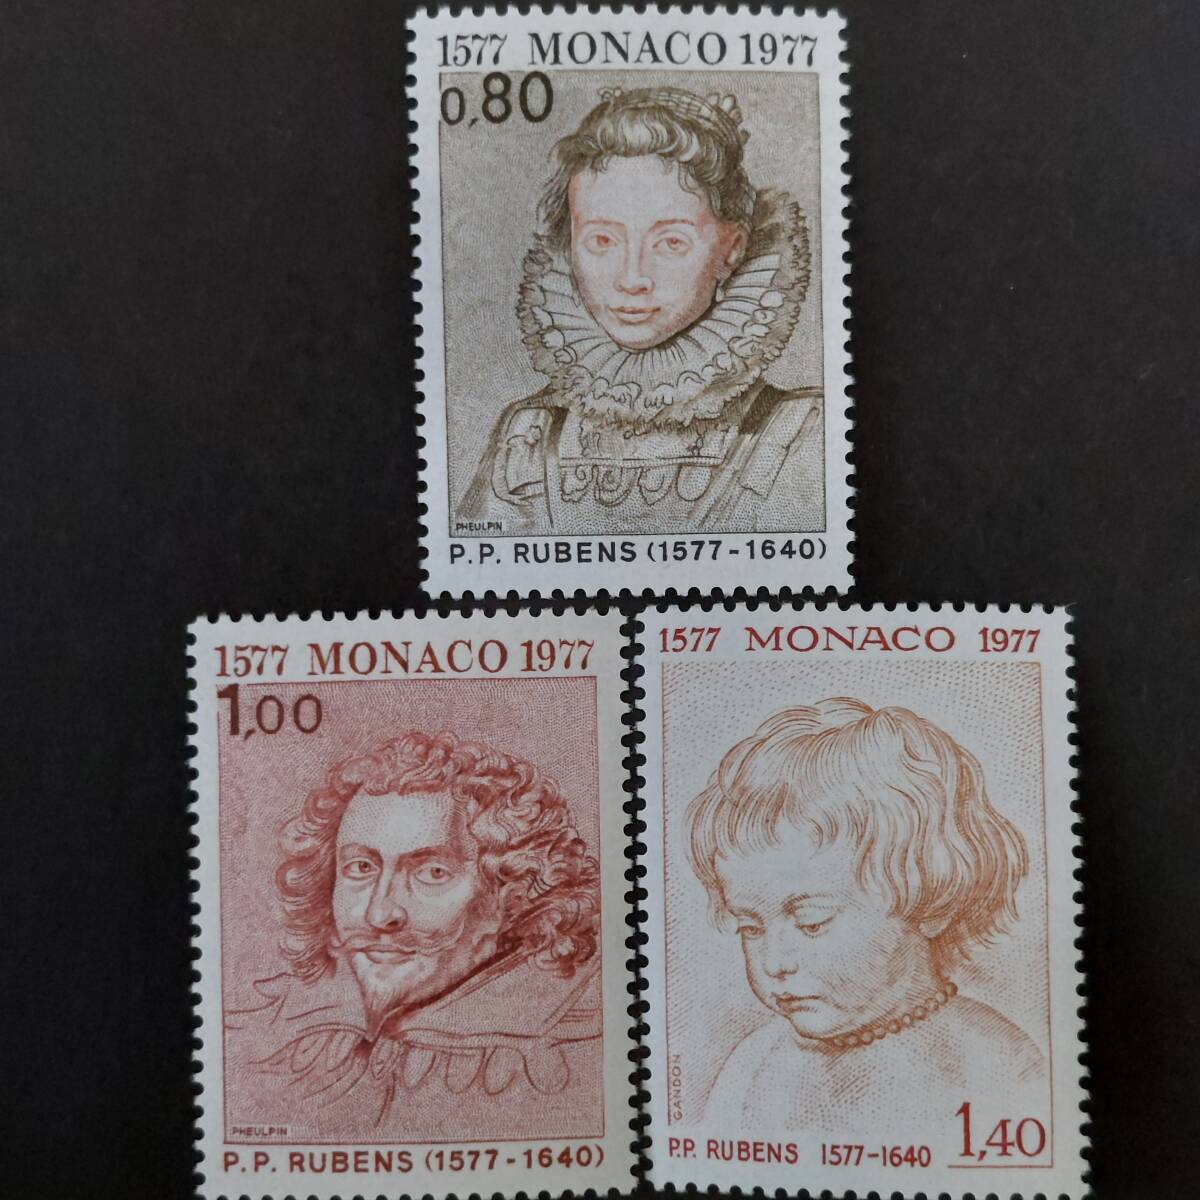 1577 MONACO 1977
0,80
PHEULPIN
P.P. RUBENS (1577-1640)
1577 MONACO 1977
1,00
PHEULPIN
P.P. RUBENS (1577-1640)
1577 MONACO 1977
GANDON
P.P. RUBENS 1577-1640 1,40